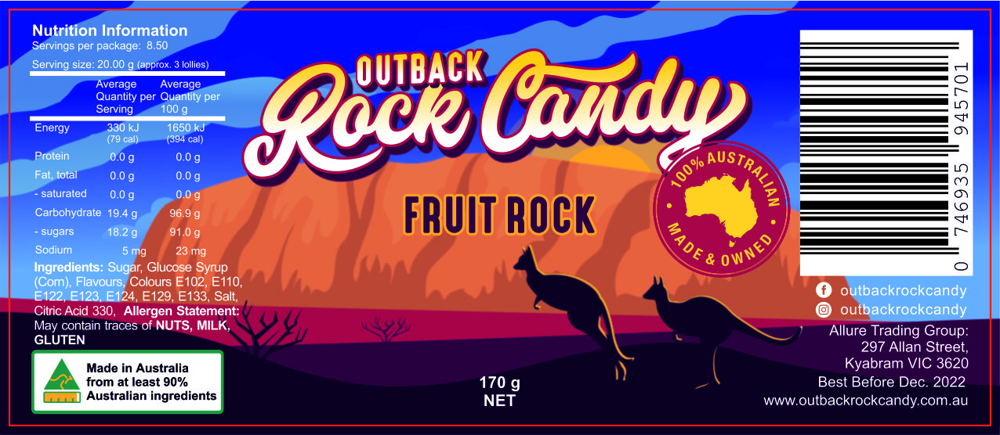 Nutrition Information
Servings per package: 8.50
Serving size: 20.00 g (approx. 3 lollies)
Average Quantity per Serving Average Quantity per 100 g
Energy 330 kJ 1650 kJ
(79 cal) (394 cal)
Protein 0.0 g 0.0 g
Fat, total 0.0 g 0.0 g
- saturated 0.0 g 0.0 g
Carbohydrate 19.4 g 96.9 g
- sugars 18.2 g 91.0 g
Sodium 5 mg 23 mg
Ingredients: Sugar, Glucose Syrup
(Corn), Flavours, Colours E102, E110,
E122, E123, E124, E129, E133, Salt,
Citric Acid 330, Allergen Statement:
May contain traces of NUTS, MILK,
GLUTEN
Made in Australia
from at least 90%
Australian ingredients
OUTBACK
Rock Candy
FRUIT ROCK
100% AUSTRALIAN
MADE & OWNED
170 g
NET
0 746935 945701
outbackrockcandy
outbackrockcandy
Allure Trading Group:
297 Allan Street,
Kyabram VIC 3620
Best Before Dec. 2022
www.outbackrockcandy.com.au